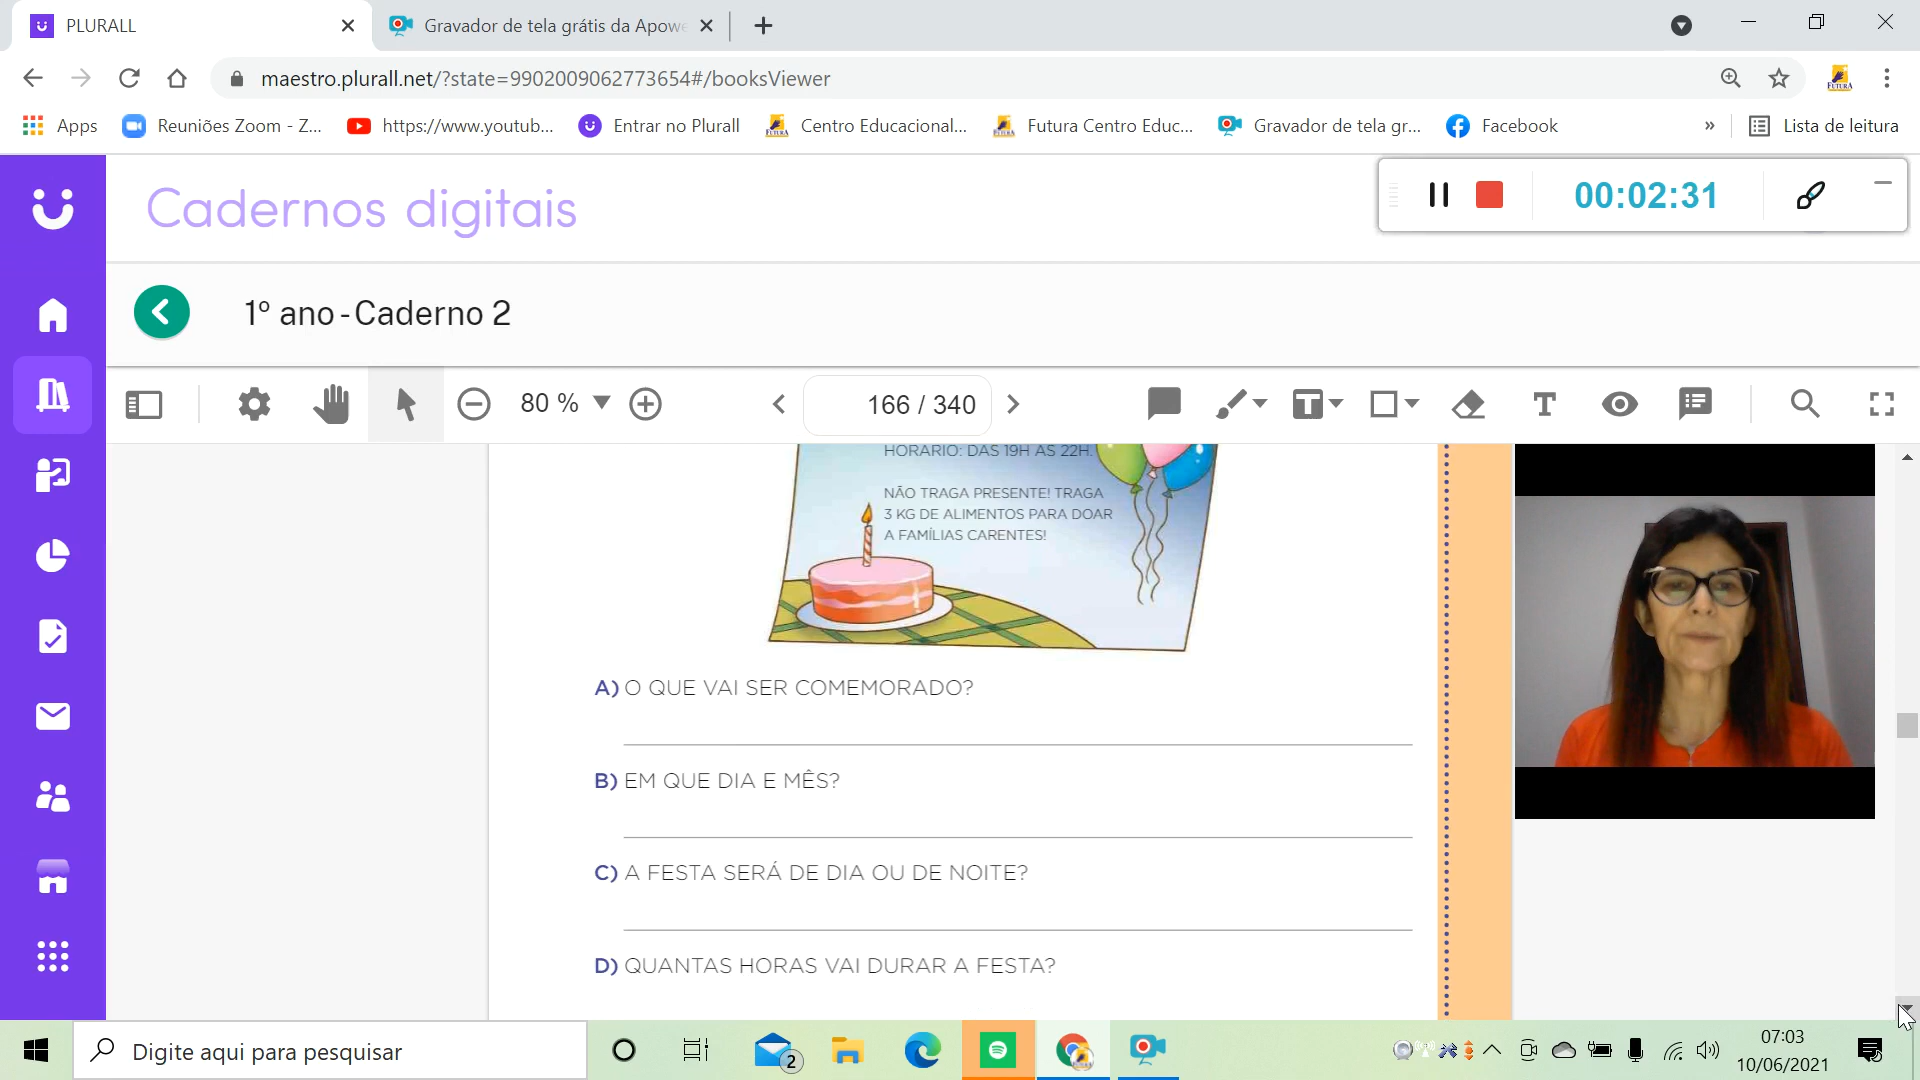 PLURALL
Gravador de tela grátis da Apowe
maestro.plurall.net/?state=9902009062773654#/booksViewer
Apps
Reuniões Zoom - Z...
https://www.youtub...
Entrar no Plurall
Centro Educacional...
Futura Centro Educ...
Gravador de tela gr...
Facebook
»
Lista de leitura
Cadernos digitais
00:02:31
1º ano - Caderno 2
80 %
166 / 340
HORÁRIO: DAS 19H ÀS 22H.
NÃO TRAGA PRESENTE! TRAGA
3 KG DE ALIMENTOS PARA DOAR
A FAMÍLIAS CARENTES!
A) O QUE VAI SER COMEMORADO?
B) EM QUE DIA E MÊS?
C) A FESTA SERÁ DE DIA OU DE NOITE?
D) QUANTAS HORAS VAI DURAR A FESTA?
Digite aqui para pesquisar
2
07:03
10/06/2021